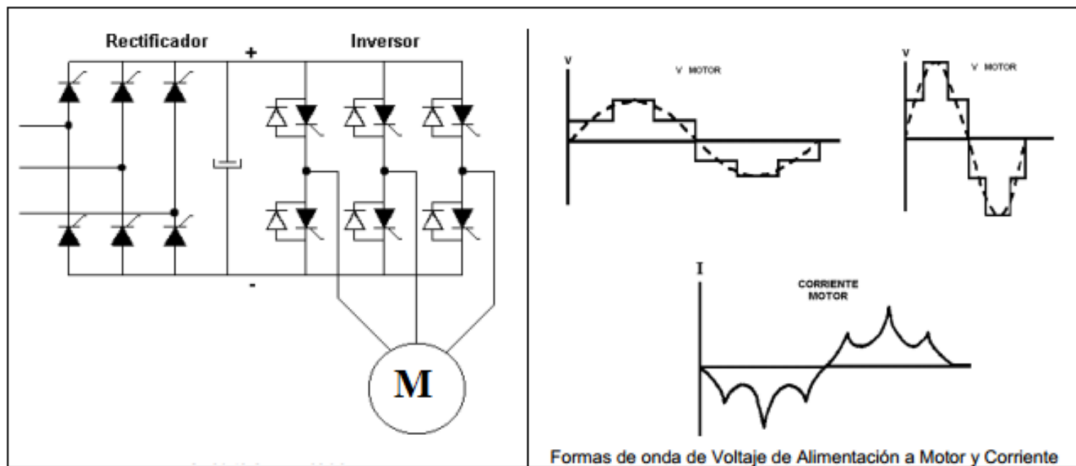 Rectificador
+
Inversor
-
M
V
V MOTOR
V
V MOTOR
I
CORRIENTE
MOTOR
Formas de onda de Voltaje de Alimentación a Motor y Corriente